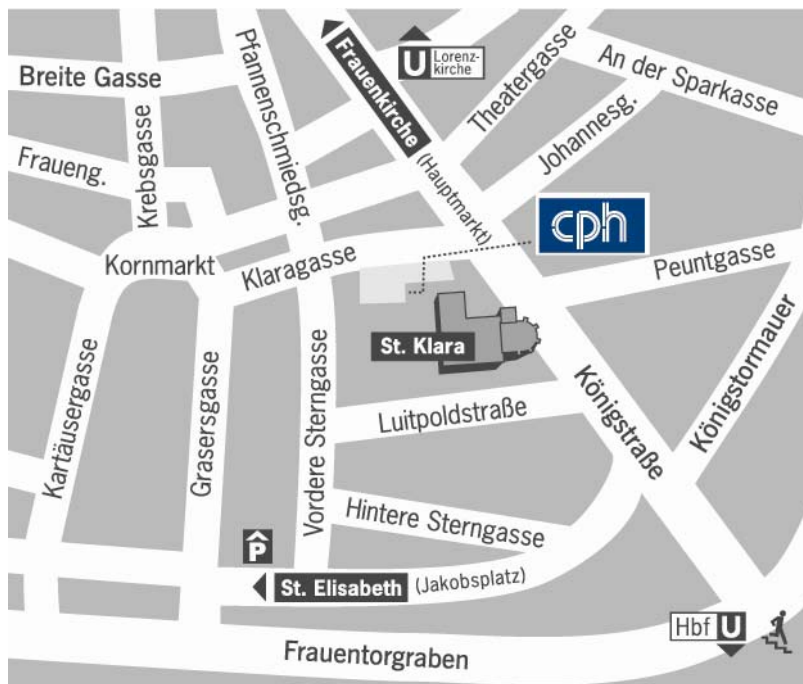 Breite Gasse
Fraueng.
Krebsgasse
Pfannenschmiedsg.
Frauenkirche
(Hauptmarkt)
U
Lorenz-
kirche
Theatergasse
An der Sparkasse
Johannesg.
cph
Peuntgasse
Kornmarkt
Klaragasse
St. Klara
Königstormauer
Königstraße
Luitpoldstraße
Kartäusergasse
Grasersgasse
Vordere Sterngasse
Hintere Sterngasse
P
St. Elisabeth (Jakobsplatz)
Hbf U
Frauentorgraben